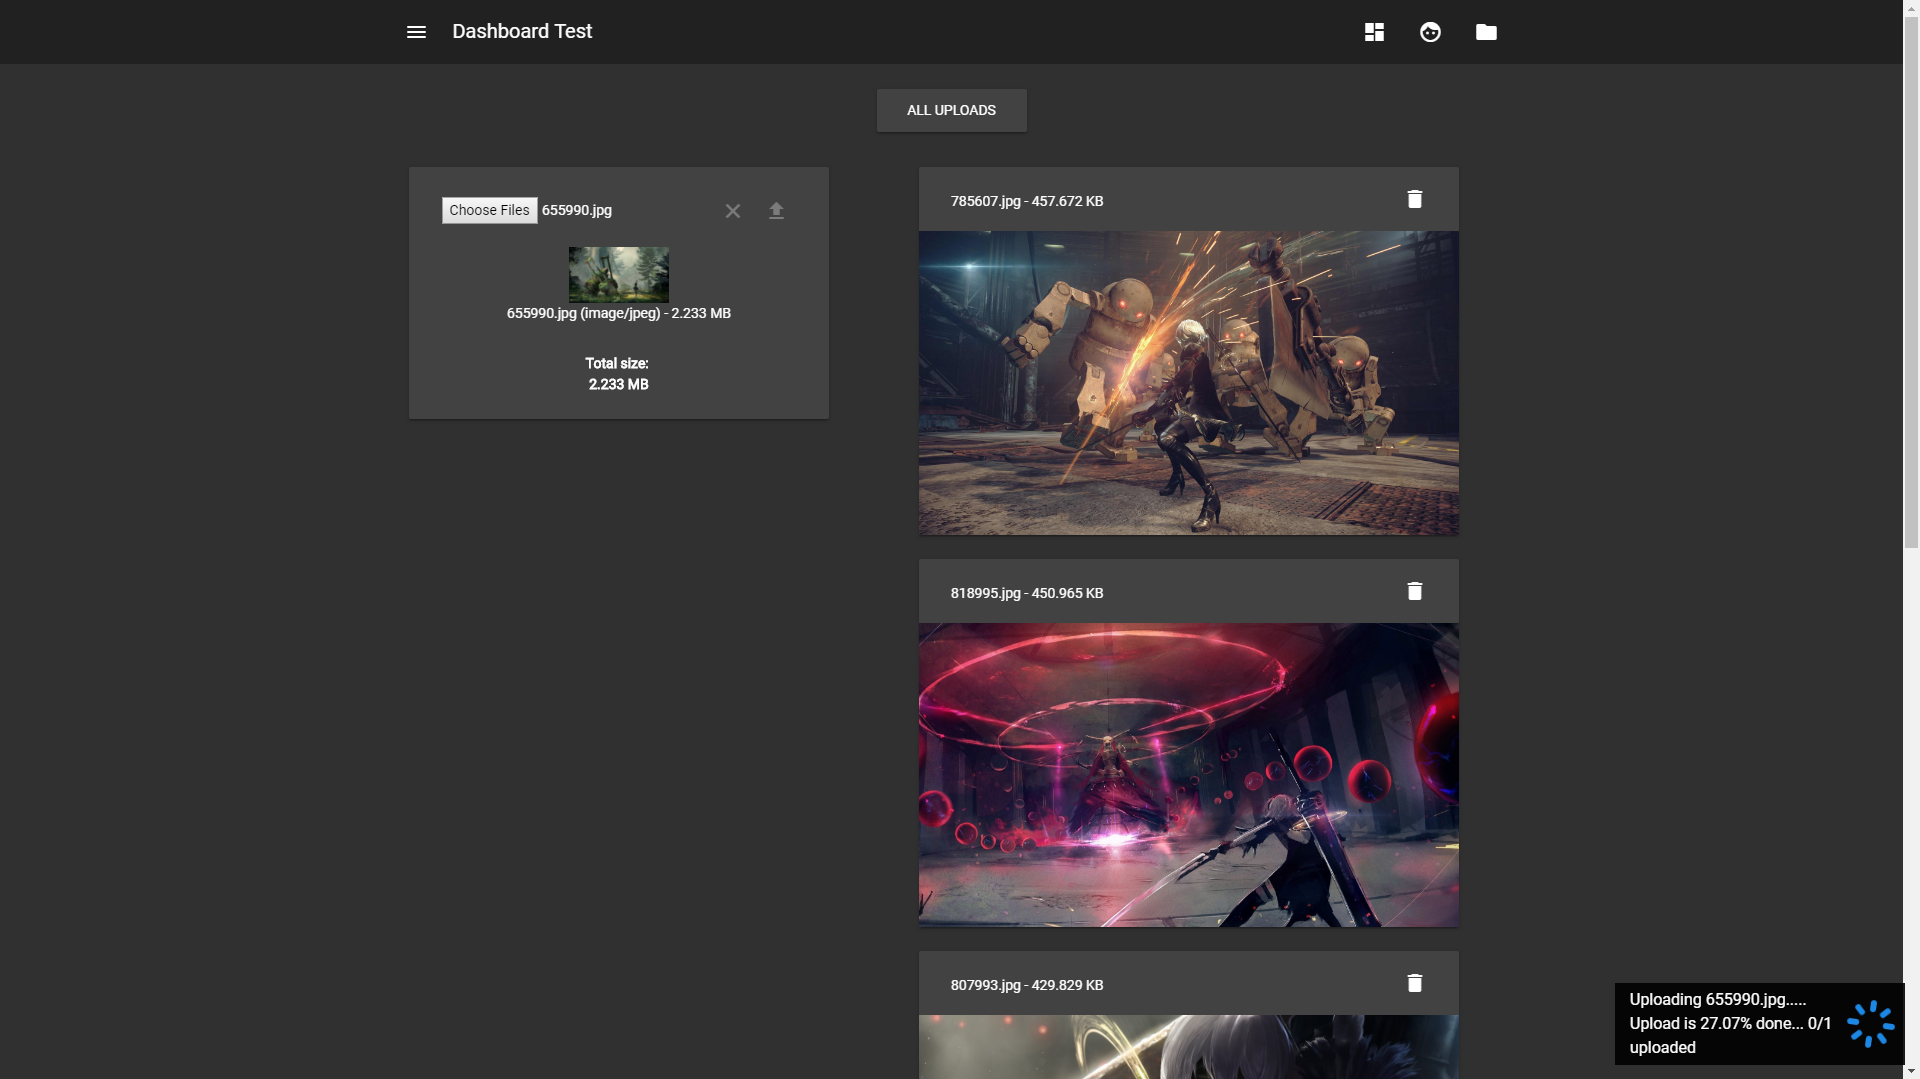 Dashboard Test
ALL UPLOADS
Choose Files 655990.jpg
655990.jpg (image/jpeg) - 2.233 MB
Total size:
2.233 MB
785607.jpg - 457.672 KB
818995.jpg - 450.965 KB
807993.jpg - 429.829 KB
Uploading 655990.jpg.....
Upload is 27.07% done... 0/1
uploaded